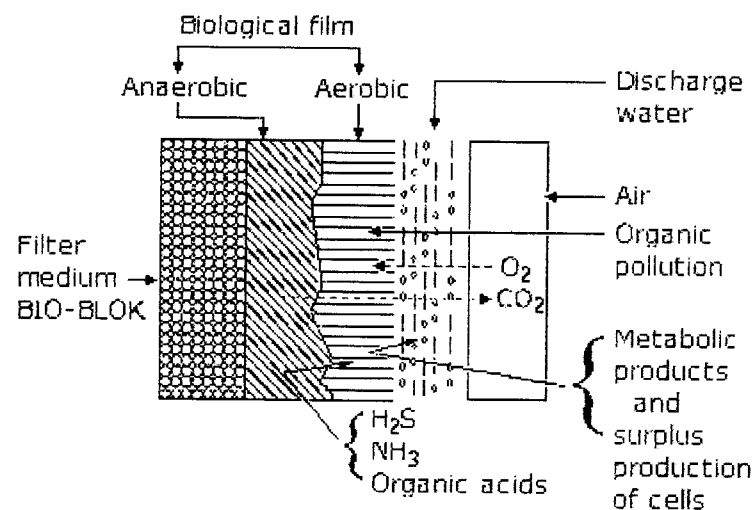 Biological film
Anaerobic
Aerobic
Discharge
water
Air
Organic
pollution
Filter
medium
BIO-BLOK
O₂
CO₂
Metabolic
products
and
surplus
production
of cells
H₂S
NH₃
Organic acids